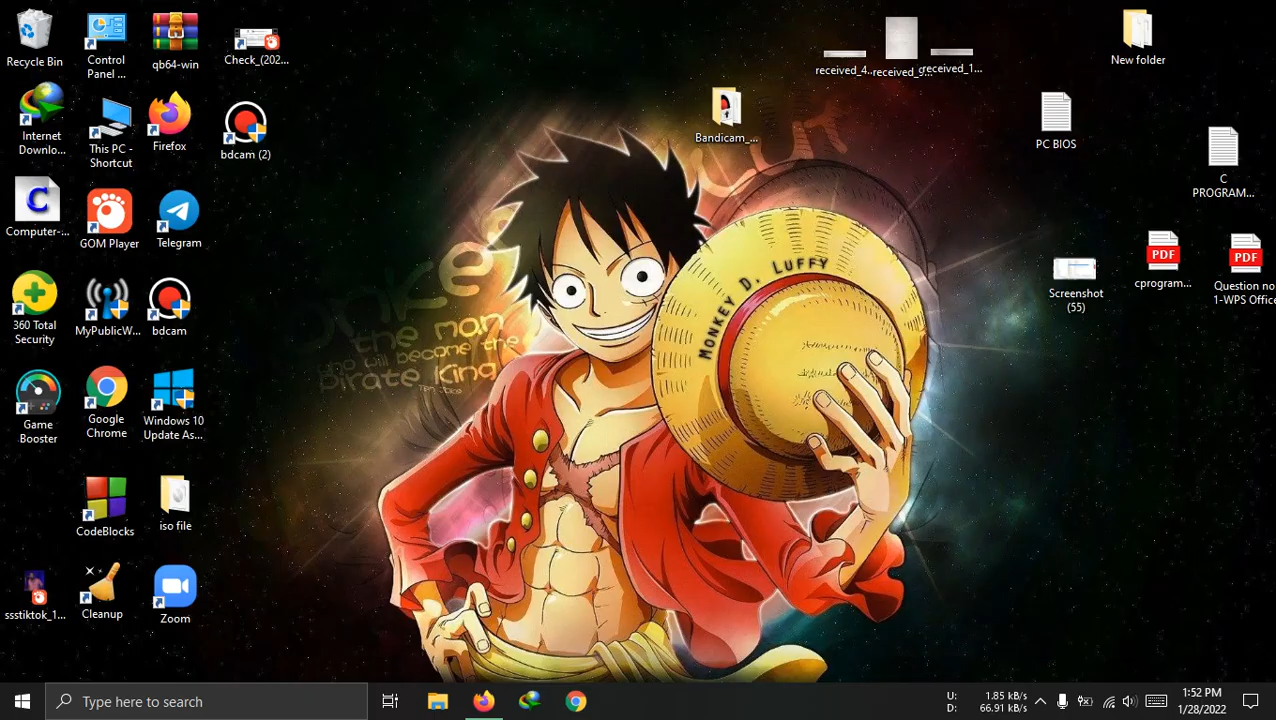 Recycle Bin
Control
Panel ...
qb64-win
Check_(202...
received_4...
received_9...
received_1...
New folder
Internet
Downlo...
This PC -
Shortcut
Firefox
bdcam (2)
Bandicam_...
PC BIOS
C
PROGRAM...
Computer-...
GOM Player
Telegram
cprogram...
Question no
1-WPS Office
Screenshot
(55)
360 Total
Security
MyPublicW...
bdcam
MONKEY D. LUFFY
the man
who will become the
pirate king
Game
Booster
Google
Chrome
Windows 10
Update As...
CodeBlocks
iso file
ssstiktok_1...
Cleanup
Zoom
Type here to search
U: 1.85 kB/s
D: 66.91 kB/s
1:52 PM
1/28/2022